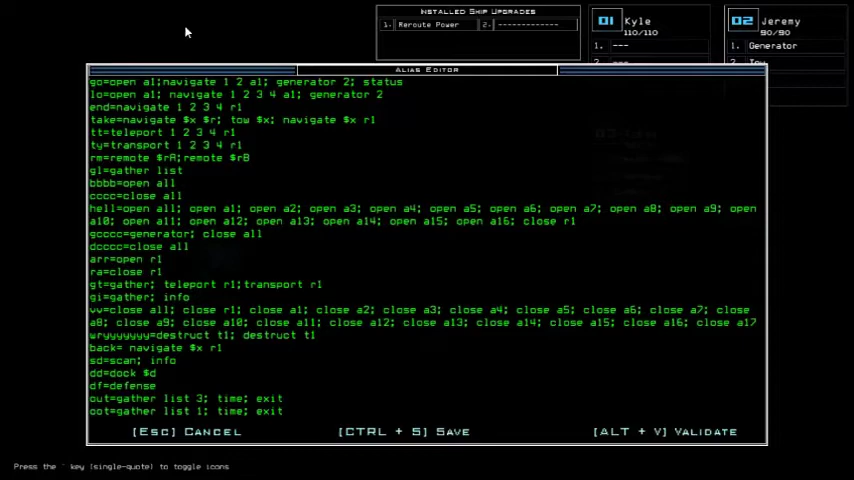 Installed Ship Upgrades
1. Reroute Power 2. -------------
01 Kyle
110/110
1. ---
2. ---
02 Jeremy
90/90
1. Generator
2. Tow
Alias Editor
go=open a1;navigate 1 2 a1; generator 2; status
lo=open a1; navigate 1 2 3 4 a1; generator 2
end=navigate 1 2 3 4 r1
take=navigate $x $r; tow $x; navigate $x r1
tt=teleport 1 2 3 4 r1
ty=transport 1 2 3 4 r1
rm=remote $rA;remote $rB
gl=gather list
bbbb=open all
cccc=close all
hell=open all; open a1; open a2; open a3; open a4; open a5; open a6; open a7; open a8; open a9; open
a10; open a11; open a12; open a13; open a14; open a15; open a16; close r1
gcccc=generator; close all
dcccc=close all
arr=open r1
ra=close r1
gt=gather; teleport r1;transport r1
gi=gather; info
vv=close all; close r1; close a1; close a2; close a3; close a4; close a5; close a6; close a7; close
a8; close a9; close a10; close a11; close a12; close a13; close a14; close a15; close a16; close a17
wryyyyyy=destruct t1; destruct t1
back= navigate $x r1
sd=scan; info
dd=dock $d
df=defense
out=gather list 3; time; exit
oot=gather list 1; time; exit
[Esc] Cancel [CTRL + S] Save [ALT + V] Validate
Press the ` key (single-quote) to toggle icons